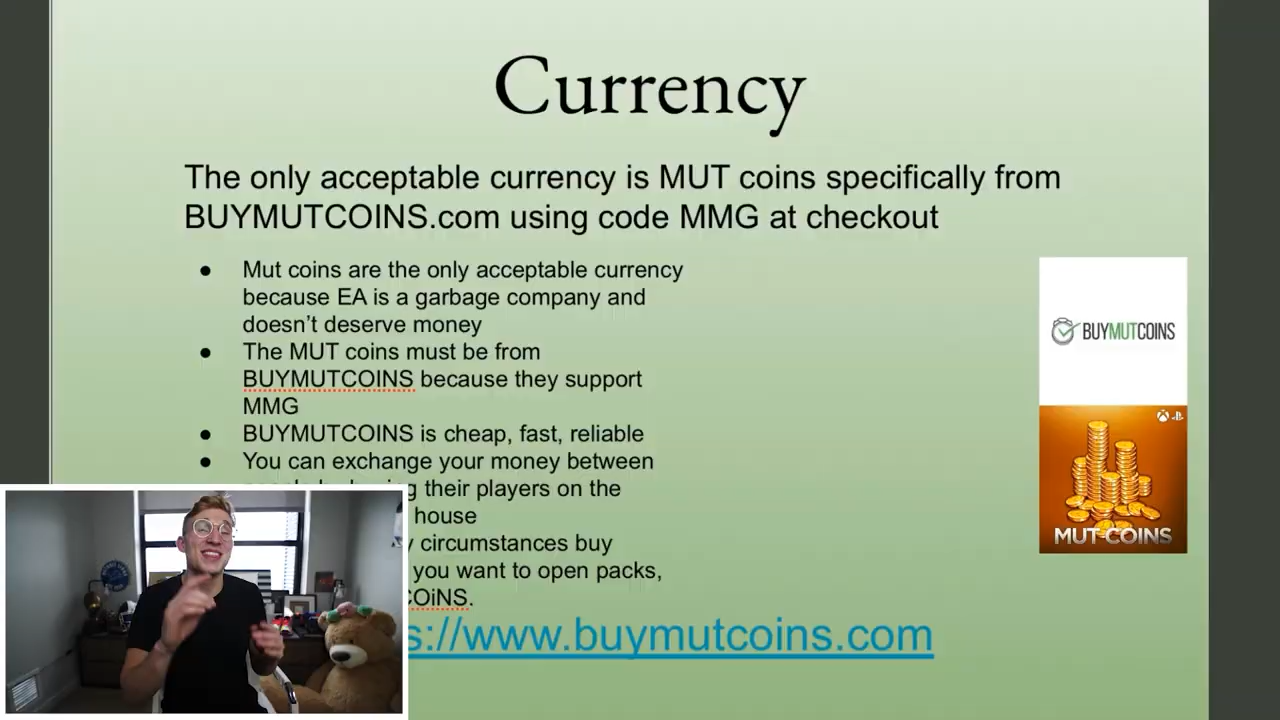 Currency
The only acceptable currency is MUT coins specifically from
BUYMUTCOINS.com using code MMG at checkout
● Mut coins are the only acceptable currency
because EA is a garbage company and
doesn't deserve money
● The MUT coins must be from
BUYMUTCOINS because they support
MMG
● BUYMUTCOINS is cheap, fast, reliable
● You can exchange your money between
their players on the
house
circumstances buy
you want to open packs,
COiNS.
s://www.buymutcoins.com
BUYMUTCOINS
MUT COINS